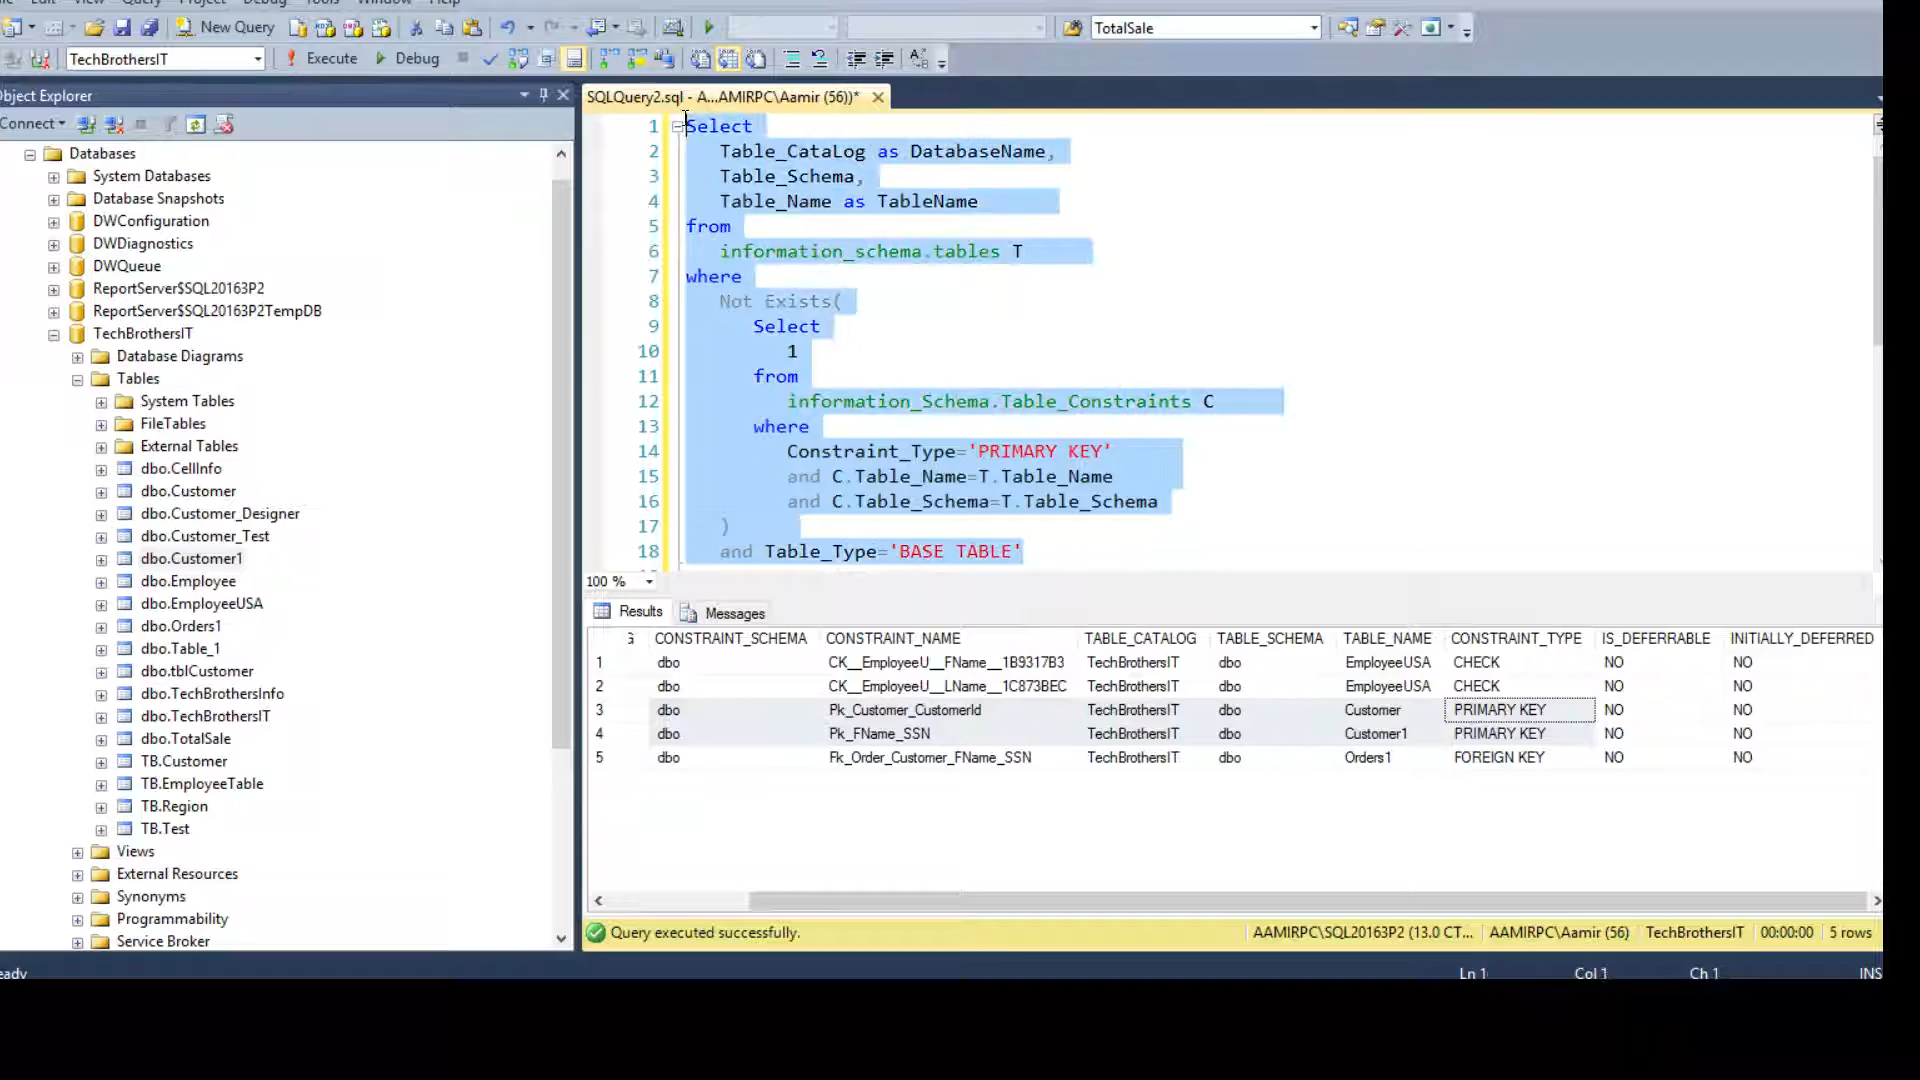 Edit View Query Project Debug Tools Window Help
New Query
TotalSale
TechBrothersIT
Execute
Debug
Object Explorer
Connect
Databases
System Databases
Database Snapshots
DWConfiguration
DWDiagnostics
DWQueue
ReportServer$SQL20163P2
ReportServer$SQL20163P2TempDB
TechBrothersIT
Database Diagrams
Tables
System Tables
FileTables
External Tables
dbo.CellInfo
dbo.Customer
dbo.Customer_Designer
dbo.Customer_Test
dbo.Customer1
dbo.Employee
dbo.EmployeeUSA
dbo.Orders1
dbo.Table_1
dbo.tblCustomer
dbo.TechBrothersInfo
dbo.TechBrothersIT
dbo.TotalSale
TB.Customer
TB.EmployeeTable
TB.Region
TB.Test
Views
External Resources
Synonyms
Programmability
Service Broker
SQLQuery2.sql - A...AMIRPC\Aamir (56))*
1 Select
2 Table_CataLog as DatabaseName,
3 Table_Schema,
4 Table_Name as TableName
5 from
6 information_schema.tables T
7 where
8 Not Exists(
9 Select
10 1
11 from
12 information_Schema.Table_Constraints C
13 where
14 Constraint_Type='PRIMARY KEY'
15 and C.Table_Name=T.Table_Name
16 and C.Table_Schema=T.Table_Schema
17 )
18 and Table_Type='BASE TABLE'
100 %
Results Messages
G CONSTRAINT_SCHEMA CONSTRAINT_NAME TABLE_CATALOG TABLE_SCHEMA TABLE_NAME CONSTRAINT_TYPE IS_DEFERRABLE INITIALLY_DEFERRED
1 dbo CK__EmployeeU__FName__1B9317B3 TechBrothersIT dbo EmployeeUSA CHECK NO NO
2 dbo CK__EmployeeU__LName__1C873BEC TechBrothersIT dbo EmployeeUSA CHECK NO NO
3 dbo Pk_Customer_CustomerId TechBrothersIT dbo Customer PRIMARY KEY NO NO
4 dbo Pk_FName_SSN TechBrothersIT dbo Customer1 PRIMARY KEY NO NO
5 dbo Fk_Order_Customer_FName_SSN TechBrothersIT dbo Orders1 FOREIGN KEY NO NO
Query executed successfully. AAMIRPC\SQL20163P2 (13.0 CT... AAMIRPC\Aamir (56) TechBrothersIT 00:00:00 5 rows
eady Ln 1 Col 1 Ch 1 INS